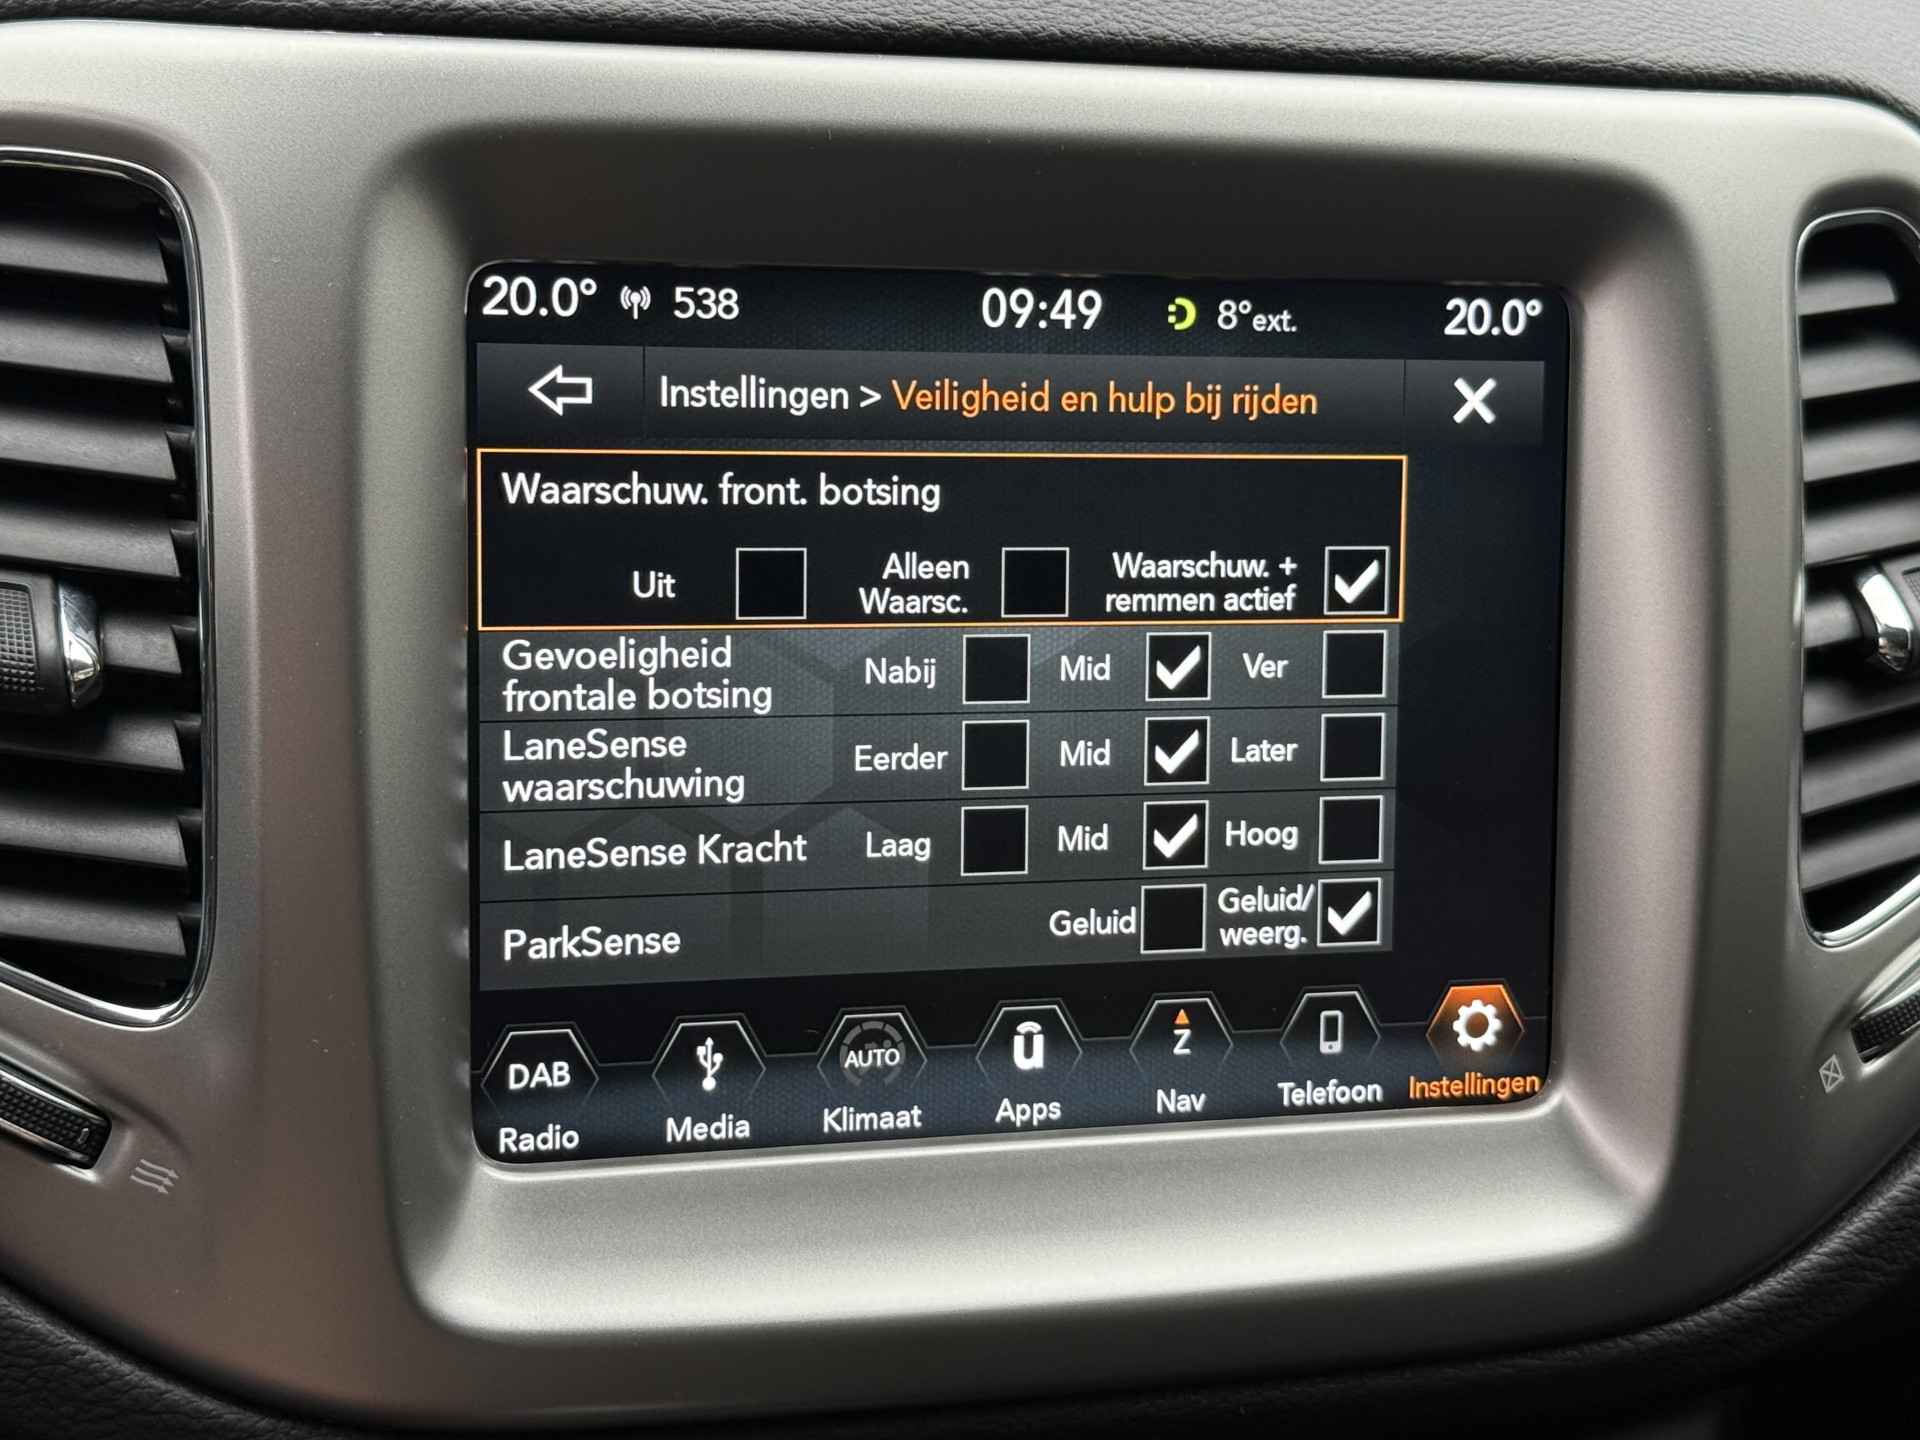 20.0° 538 09:49 8°ext. 20.0°
Instellingen > Veiligheid en hulp bij rijden
Waarschuw. front. botsing
Uit
Alleen
Waarsc.
Waarschuw. +
remmen actief
Gevoeligheid
frontale botsing
Nabij Mid Ver
LaneSense
waarschuwing
Eerder Mid Later
LaneSense Kracht Laag Mid Hoog
ParkSense Geluid
Geluid/
weerg.
DAB AUTO ū Z
Radio Media Klimaat Apps Nav Telefoon Instellingen